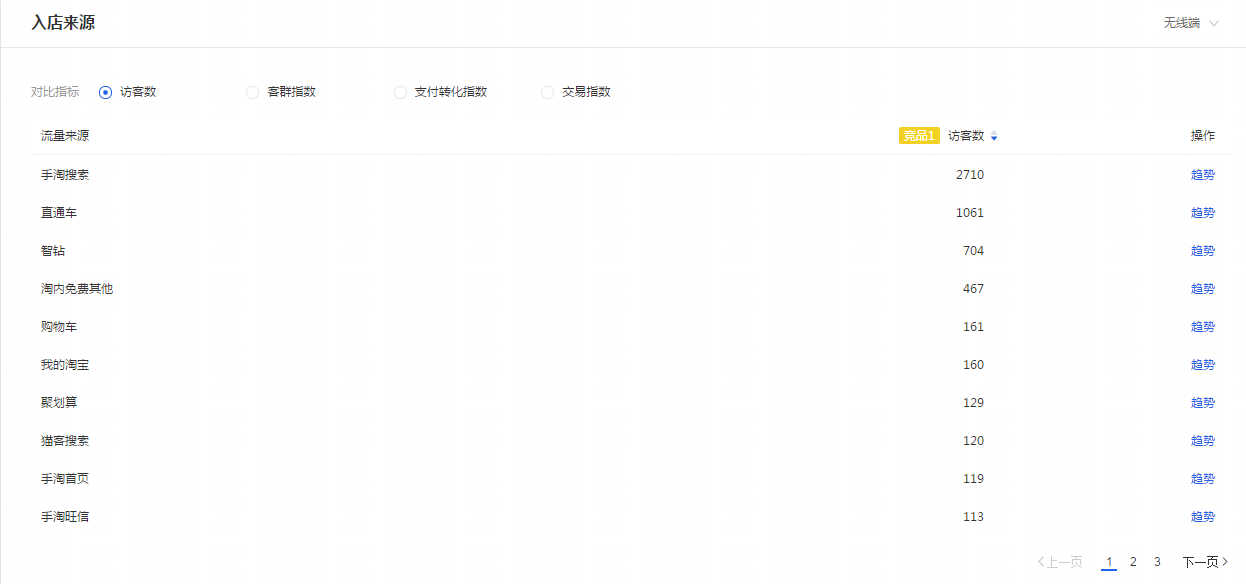 入店来源 无线端
对比指标 访客数 客群指数 支付转化指数 交易指数
流量来源 竞品1 访客数 操作
手淘搜索 2710 趋势
直通车 1061 趋势
智钻 704 趋势
淘内免费其他 467 趋势
购物车 161 趋势
我的淘宝 160 趋势
聚划算 129 趋势
猫客搜索 120 趋势
手淘首页 119 趋势
手淘旺信 113 趋势
上一页 1 2 3 下一页